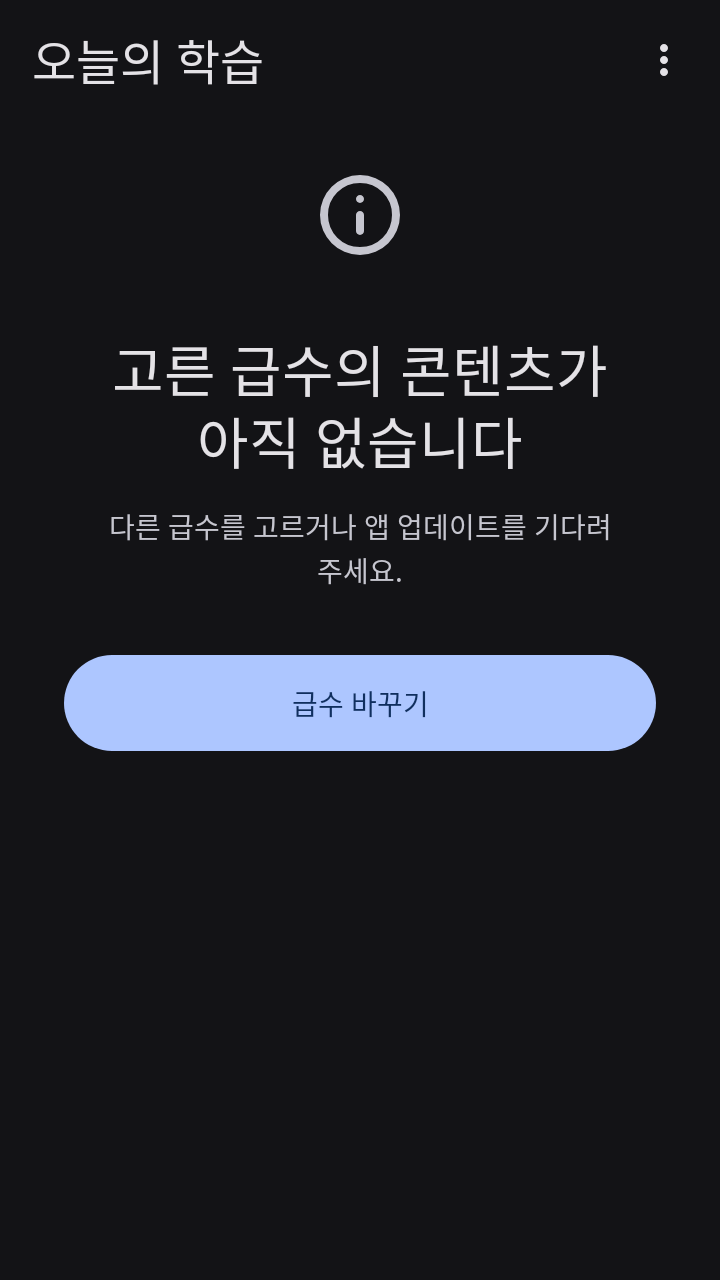 오늘의 학습
고른 급수의 콘텐츠가
아직 없습니다
다른 급수를 고르거나 앱 업데이트를 기다려
주세요.
급수 바꾸기